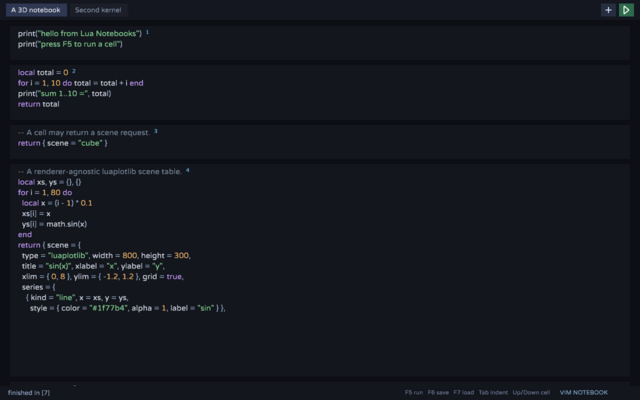 A 3D notebook Second kernel + ▷
print("hello from Lua Notebooks") 1
print("press F5 to run a cell")
local total = 0 2
for i = 1, 10 do total = total + i end
print("sum 1..10 =", total)
return total
-- A cell may return a scene request. 3
return { scene = "cube" }
-- A renderer-agnostic luaplotlib scene table. 4
local xs, ys = {}, {}
for i = 1, 80 do
local x = (i - 1) * 0.1
xs[i] = x
ys[i] = math.sin(x)
end
return { scene = {
type = "luaplotlib", width = 800, height = 300,
title = "sin(x)", xlabel = "x", ylabel = "y",
xlim = { 0, 8 }, ylim = { -1.2, 1.2 }, grid = true,
series = {
{ kind = "line", x = xs, y = ys,
style = { color = "#1f77b4", alpha = 1, label = "sin" } },
finished In [7] F5 run F6 save F7 load Tab indent Up/Down cell VIM NOTEBOOK